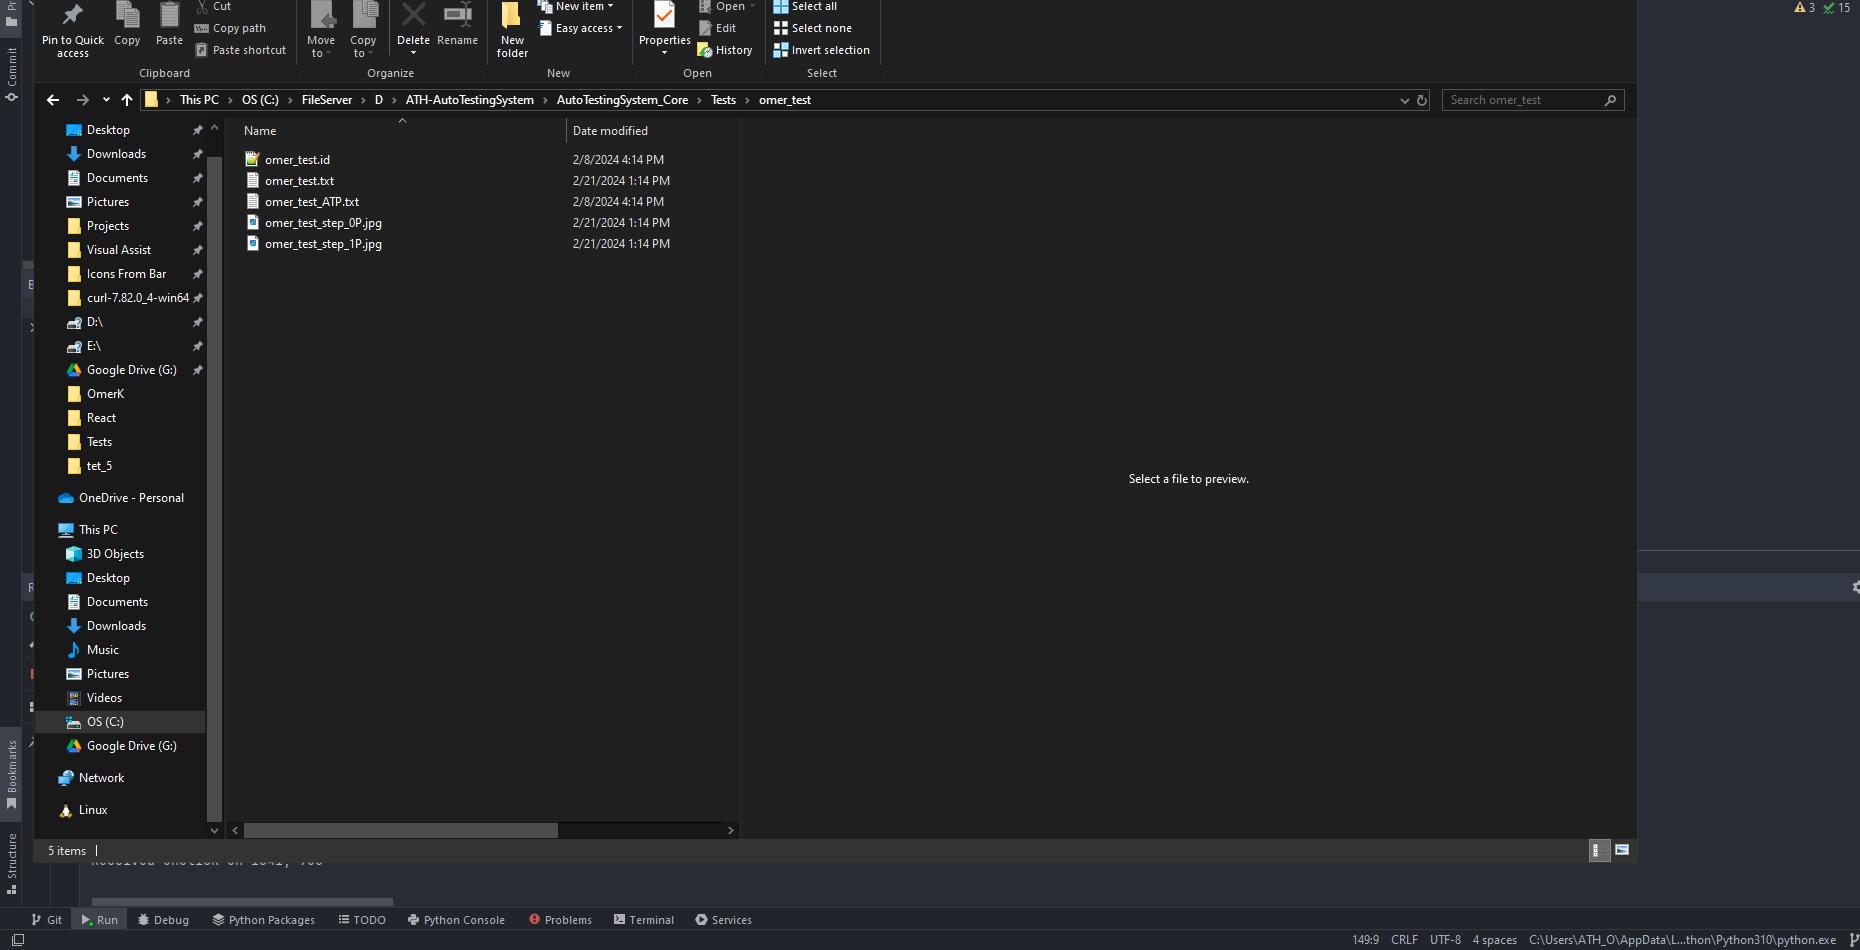 Commit
3 15
Cut
New item
Open
Select all
Copy path
Easy access
Edit
Select none
Pin to Quick access
Copy
Paste
Paste shortcut
Move to
Copy to
Delete
Rename
New folder
Properties
History
Invert selection
Clipboard
Organize
New
Open
Select
This PC > OS (C:) > FileServer > D > ATH-AutoTestingSystem > AutoTestingSystem_Core > Tests > omer_test
Search omer_test
Name Date modified
omer_test.id 2/8/2024 4:14 PM
omer_test.txt 2/21/2024 1:14 PM
omer_test_ATP.txt 2/8/2024 4:14 PM
omer_test_step_0P.jpg 2/21/2024 1:14 PM
omer_test_step_1P.jpg 2/21/2024 1:14 PM
Desktop
Downloads
Documents
Pictures
Projects
Visual Assist
Icons From Bar
curl-7.82.0_4-win64
D:\
E:\
Google Drive (G:)
OmerK
React
Tests
tet_5
OneDrive - Personal
This PC
3D Objects
Desktop
Documents
Downloads
Music
Pictures
Videos
OS (C:)
Google Drive (G:)
Network
Linux
Select a file to preview.
5 items
Bookmarks
Structure
Git
Run
Debug
Python Packages
TODO
Python Console
Problems
Terminal
Services
149:9 CRLF UTF-8 4 spaces C:\Users\ATH_O\AppData\L...thon\Python310\python.exe